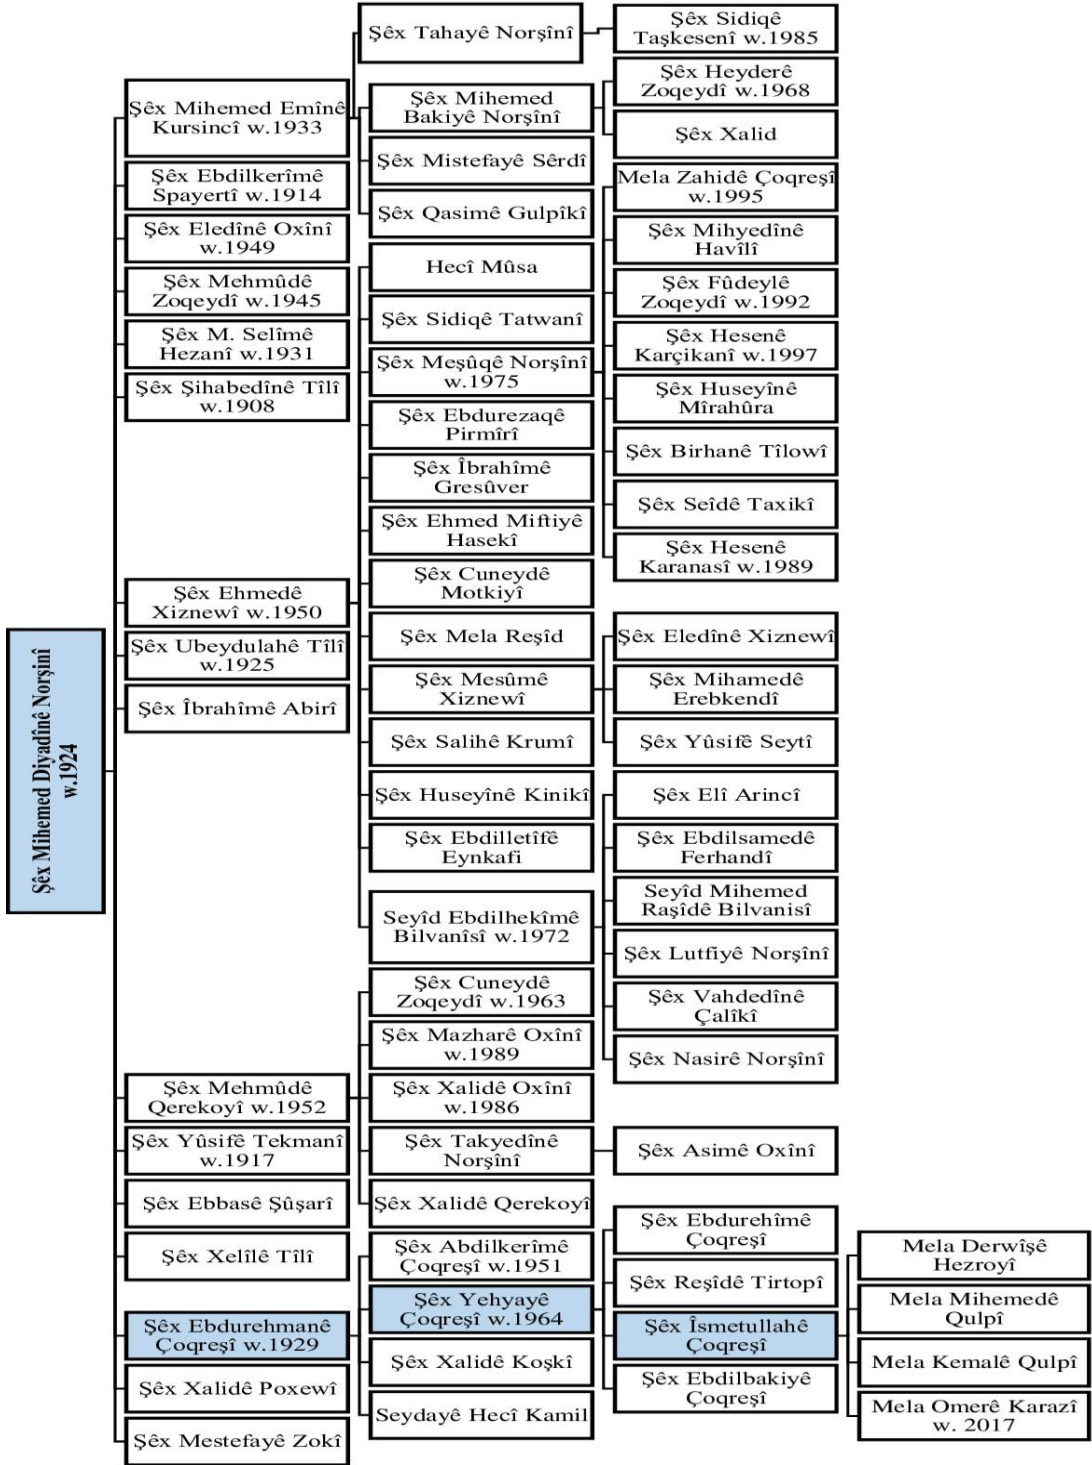 Şêx Mihemed Diyadînê Norşinî
w.1924
Şêx Mihemed Emînê
Kursincî w.1933
Şêx Ebdilkerîmê
Spayertî w.1914
Şêx Eledînê Oxînî
w.1949
Şêx Mehmûdê
Zoqeydî w.1945
Şêx M. Selîmê
Hezanî w.1931
Şêx Şihabedînê Tîlî
w.1908
Şêx Ehmedê
Xiznewî w.1950
Şêx Ubeydulahê Tîlî
w.1925
Şêx Îbrahîmê Abirî
Şêx Mehmûdê
Qerekoyî w.1952
Şêx Yûsifê Tekmanî
w.1917
Şêx Ebbasê Şûşarî
Şêx Xelîlê Tîlî
Şêx Ebdurehmanê
Çoqreşî w.1929
Şêx Xalidê Poxewî
Şêx Mestefayê Zokî
Şêx Tahayê Norşînî
Şêx Mihemed
Bakiyê Norşînî
Şêx Mistefayê Sêrdî
Şêx Qasimê Gulpîkî
Hecî Mûsa
Şêx Sidiqê Tatwanî
Şêx Meşûqê Norşînî
w.1975
Şêx Ebdurezaqê
Pirmîrî
Şêx Îbrahîmê
Gresûver
Şêx Ehmed Miftiyê
Hasekî
Şêx Cuneydê
Motkiyî
Şêx Mela Reşîd
Şêx Mesûmê
Xiznewî
Şêx Salihê Krumî
Şêx Huseyînê Kinikî
Şêx Ebdilletîfê
Eynkafi
Seyîd Ebdilhekîmê
Bilvanîsî w.1972
Şêx Cuneydê
Zoqeydî w.1963
Şêx Mazharê Oxînî
w.1989
Şêx Xalidê Oxînî
w.1986
Şêx Takyedînê
Norşînî
Şêx Xalidê Qerekoyî
Şêx Abdilkerîmê
Çoqreşî w.1951
Şêx Yehyayê
Çoqreşî w.1964
Şêx Xalidê Koşkî
Seydayê Hecî Kamil
Şêx Sidiqê
Taşkesenî w.1985
Şêx Heyderê
Zoqeydî w.1968
Şêx Xalid
Mela Zahidê Çoqreşî
w.1995
Şêx Mihyedînê
Havîlî
Şêx Fûdeylê
Zoqeydî w.1992
Şêx Hesenê
Karçikanî w.1997
Şêx Huseyînê
Mîrahûra
Şêx Birhanê Tîlowî
Şêx Seîdê Taxikî
Şêx Hesenê
Karanasî w.1989
Şêx Eledînê Xiznewî
Şêx Mihamedê
Erebkendî
Şêx Yûsifê Seytî
Şêx Elî Arincî
Şêx Ebdilsamedê
Ferhandî
Seyîd Mihemed
Raşîdê Bilvanisî
Şêx Lutfiyê Norşînî
Şêx Vahdedînê
Çalîkî
Şêx Nasirê Norşînî
Şêx Asimê Oxînî
Şêx Ebdurehîmê
Çoqreşî
Şêx Reşîdê Tirtopî
Şêx Îsmetullahê
Çoqreşî
Şêx Ebdilbakiyê
Çoqreşî
Mela Derwîşê
Hezroyî
Mela Mihemedê
Qulpî
Mela Kemalê Qulpî
Mela Omerê Karazî
w. 2017